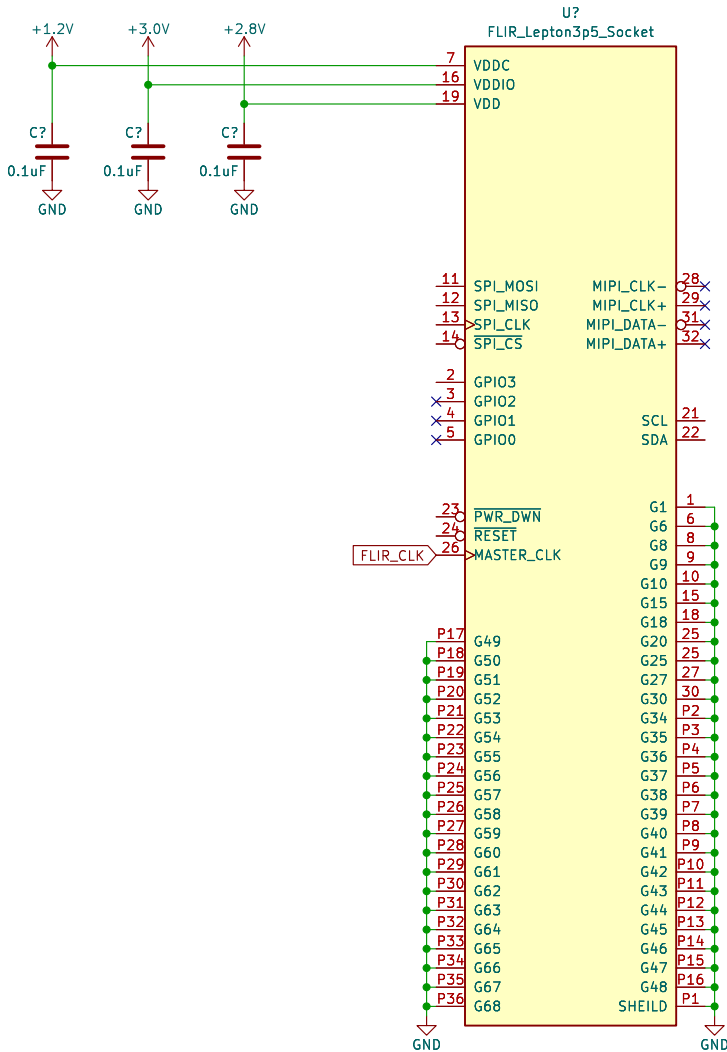 U?
FLIR_Lepton3p5_Socket
+1.2V +3.0V +2.8V
7 VDDC
16 VDDIO
19 VDD
C? C? C?
0.1uF 0.1uF 0.1uF
GND GND GND
11 SPI_MOSI MIPI_CLK- 28
12 SPI_MISO MIPI_CLK+ 29
13 SPI_CLK MIPI_DATA- 31
14 SPI_CS MIPI_DATA+ 32
2 GPIO3
3 GPIO2
4 GPIO1 SCL 21
5 GPIO0 SDA 22
G1 1
23 PWR_DWN G6 6
24 RESET G8 8
FLIR_CLK 26 MASTER_CLK G9 9
G10 10
G15 15
G18 18
P17 G49 G20 25
P18 G50 G25 25
P19 G51 G27 27
P20 G52 G30 30
P21 G53 G34 P2
P22 G54 G35 P3
P23 G55 G36 P4
P24 G56 G37 P5
P25 G57 G38 P6
P26 G58 G39 P7
P27 G59 G40 P8
P28 G60 G41 P9
P29 G61 G42 P10
P30 G62 G43 P11
P31 G63 G44 P12
P32 G64 G45 P13
P33 G65 G46 P14
P34 G66 G47 P15
P35 G67 G48 P16
P36 G68 SHEILD P1
GND GND